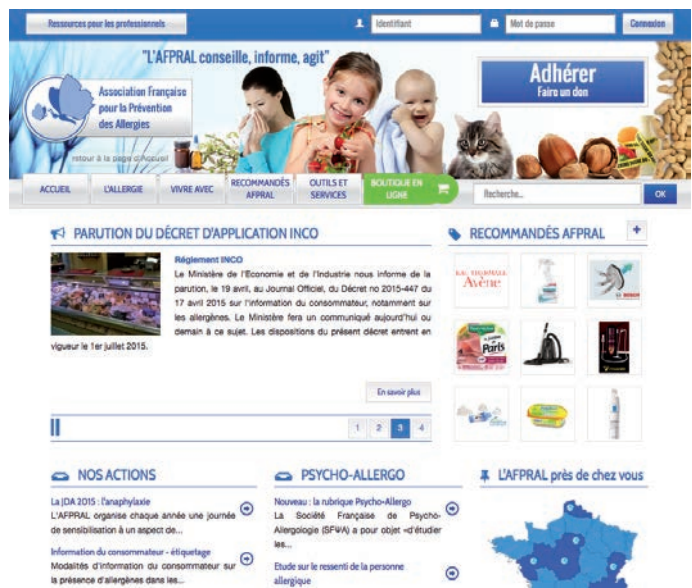 Ressources pour les professionnels
Identifiant
Mot de passe
Connexion
"L'AFPRAL conseille, informe, agit"
Association Française
pour la Prévention
des Allergies
retour à la page d'Accueil
Adhérer
Faire un don
ACCUEIL
L'ALLERGIE
VIVRE AVEC
RECOMMANDÉS
AFPRAL
OUTILS ET
SERVICES
BOUTIQUE EN
LIGNE
Recherche...
OK
PARUTION DU DÉCRET D'APPLICATION INCO
Réglement INCO
Le Ministère de l'Economie et de l'Industrie nous informe de la
parution, le 19 avril, au Journal Officiel, du Décret no 2015-447 du
17 avril 2015 sur l'information du consommateur, notamment sur
les allergènes. Le Ministère fera un communiqué aujourd'hui ou
demain à ce sujet. Les dispositions du présent décret entrent en
vigueur le 1er juillet 2015.
En savoir plus
1 2 3 4
RECOMMANDÉS AFPRAL
+
Avène
BOSCH
Paris
NOS ACTIONS
La JDA 2015 : l'anaphylaxie
L'AFPRAL organise chaque année une journée
de sensibilisation à un aspect de...
Information du consommateur - étiquetage
Modalités d'information du consommateur sur
la présence d'allergènes dans les...
PSYCHO-ALLERGO
Nouveau : la rubrique Psycho-Allergo
La Société Française de Psycho-
Allergologie (SFΨA) a pour objet «d'étudier
les...
Etude sur le ressenti de la personne
allergique
L'AFPRAL près de chez vous